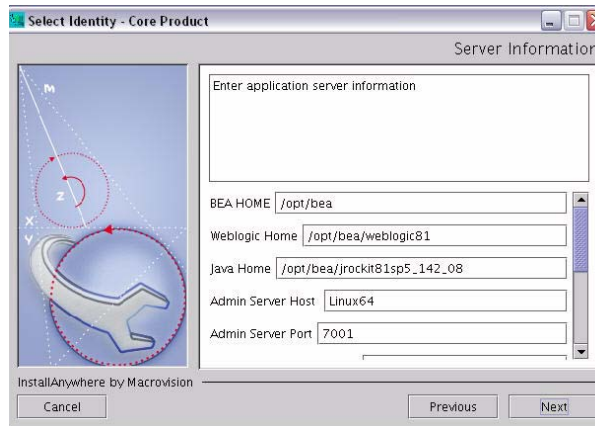 Select Identity - Core Product
Server Information
M
Z
X
Y
Enter application server information
BEA HOME /opt/bea
Weblogic Home /opt/bea/weblogic81
Java Home /opt/bea/jrockit81sp5_142_08
Admin Server Host Linux64
Admin Server Port 7001
InstallAnywhere by Macrovision
Cancel
Previous
Next